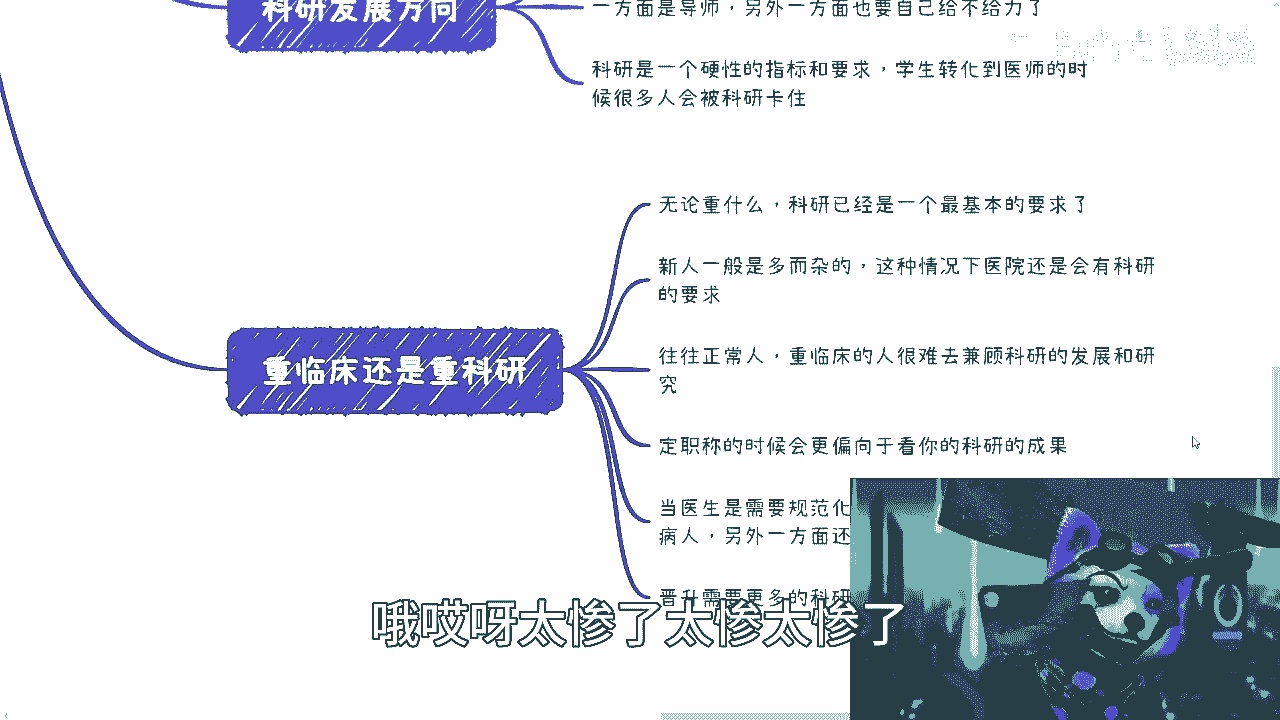 科研发展方向
一方面是导师，另外一方面也要自己给不给力了
科研是一个硬性的指标和要求，学生转化到医师的时
候很多人会被科研卡住
重临床还是重科研
无论重什么，科研已经是一个最基本的要求了
新人一般是多而杂的，这种情况下医院还是会有科研
的要求
往往正常人，重临床的人很难去兼顾科研的发展和研
究
定职称的时候会更偏向于看你的科研的成果
当医生是需要规范化
病人，另外一方面还
晋升需要更多的科研
哦哎呀太惨了太惨太惨了